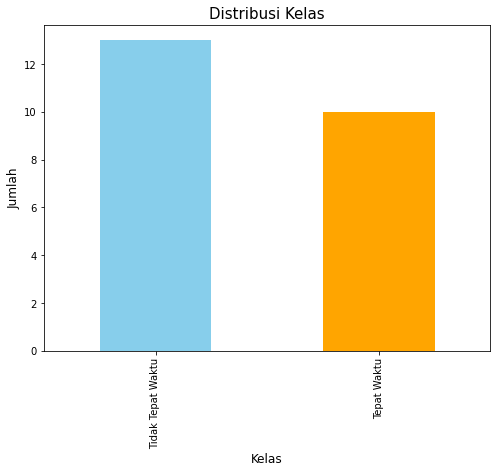 Distribusi Kelas
Jumlah
12
10
8
6
4
2
0
Tidak Tepat Waktu
Tepat Waktu
Kelas